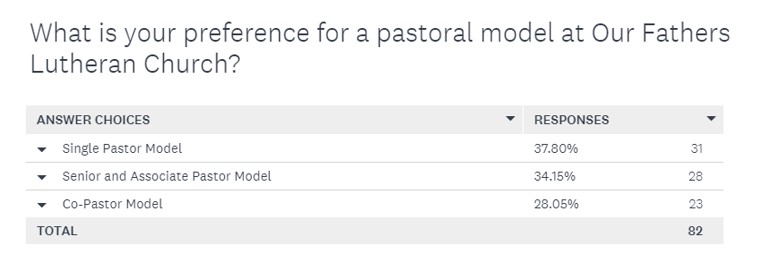 What is your preference for a pastoral model at Our Fathers
Lutheran Church?
ANSWER CHOICES RESPONSES
Single Pastor Model 37.80% 31
Senior and Associate Pastor Model 34.15% 28
Co-Pastor Model 28.05% 23
TOTAL 82